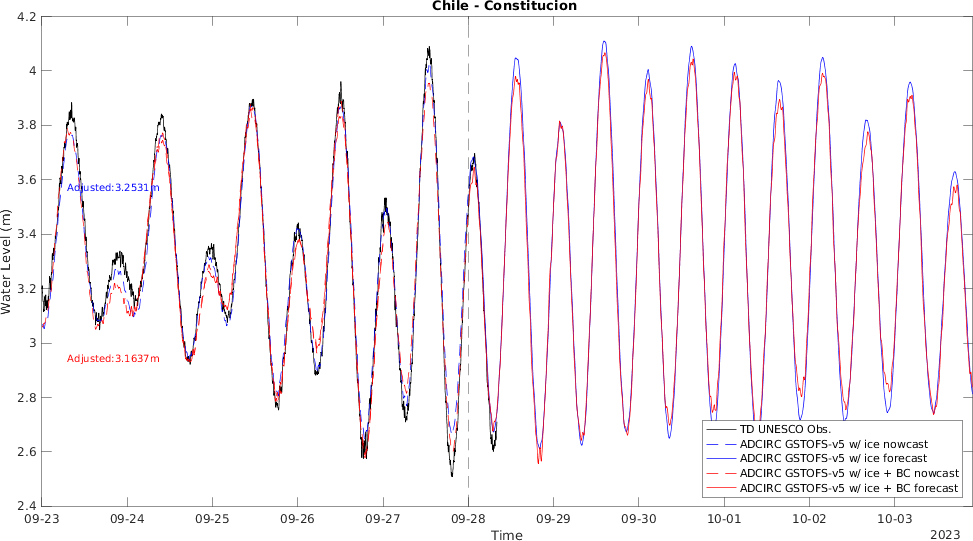 Chile - Constitucion
4.2
4
3.8
3.6
3.4
3.2
3
2.8
2.6
2.4
Water Level (m)
Adjusted:3.2531m
Adjusted:3.1637m
TD UNESCO Obs.
ADCIRC GSTOFS-v5 w/ ice nowcast
ADCIRC GSTOFS-v5 w/ ice forecast
ADCIRC GSTOFS-v5 w/ ice + BC nowcast
ADCIRC GSTOFS-v5 w/ ice + BC forecast
09-23 09-24 09-25 09-26 09-27 09-28 09-29 09-30 10-01 10-02 10-03
Time
2023